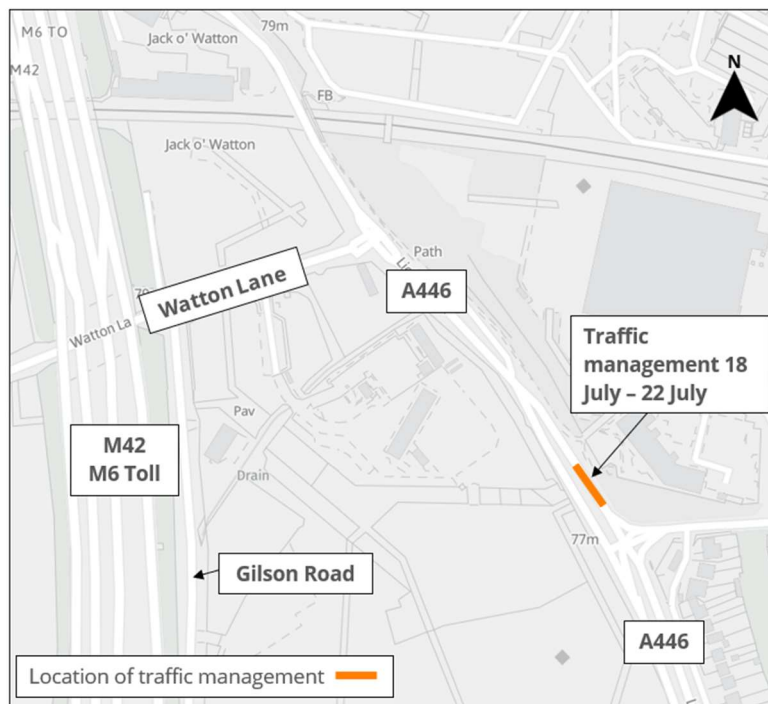 M6 TO
79m
Jack o' Watton
M42
N
FB
Jack o' Watton
Path
Watton Lane
A446
Watton La
Traffic
management 18
July – 22 July
Pav
M42
M6 Toll
Drain
77m
Gilson Road
A446
Location of traffic management